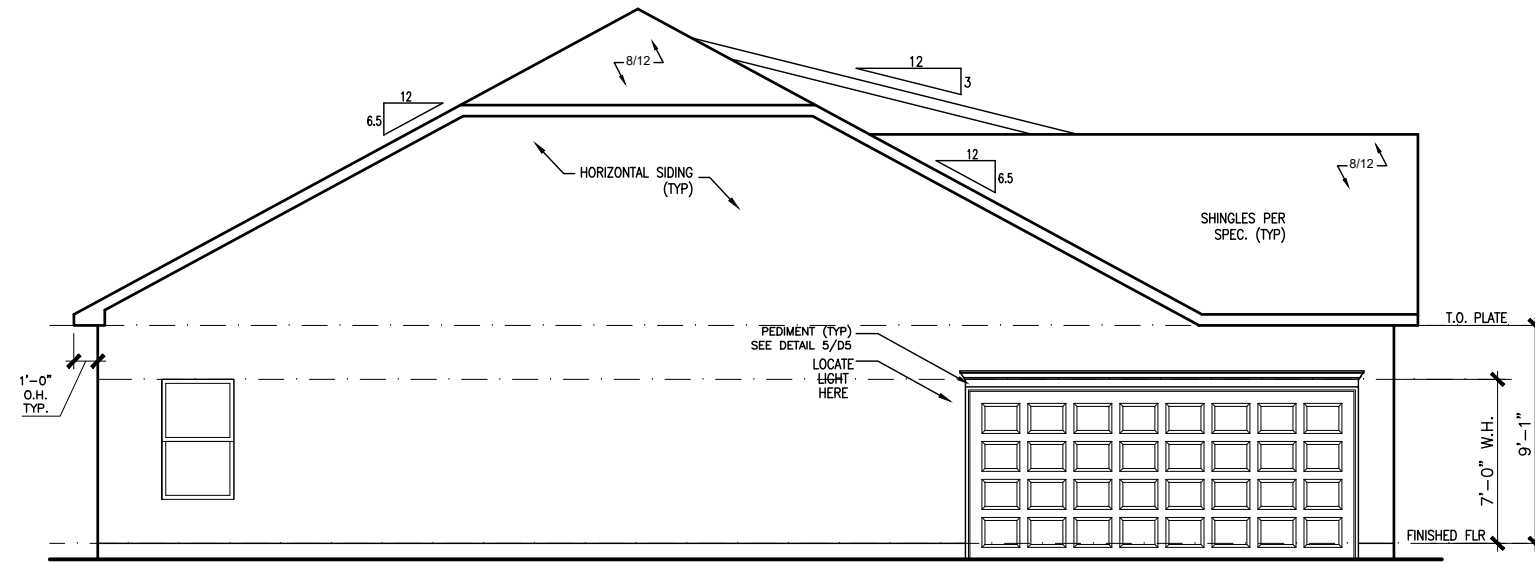 8/12
12
3
12
6.5
HORIZONTAL SIDING
(TYP)
12
6.5
8/12
SHINGLES PER
SPEC. (TYP)
T.O. PLATE
PEDIMENT (TYP)
SEE DETAIL 5/D5
LOCATE
LIGHT
HERE
1'-0"
O.H.
TYP.
7'-0" W.H.
9'-1"
FINISHED FLR